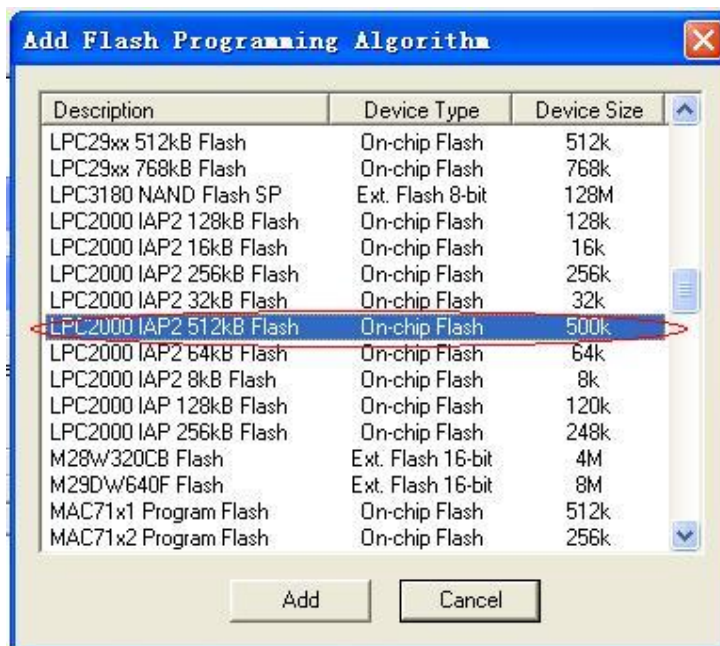 Add Flash Programming Algorithm
Description Device Type Device Size
LPC29xx 512kB Flash On-chip Flash 512k
LPC29xx 768kB Flash On-chip Flash 768k
LPC3180 NAND Flash SP Ext. Flash 8-bit 128M
LPC2000 IAP2 128kB Flash On-chip Flash 128k
LPC2000 IAP2 16kB Flash On-chip Flash 16k
LPC2000 IAP2 256kB Flash On-chip Flash 256k
LPC2000 IAP2 32kB Flash On-chip Flash 32k
LPC2000 IAP2 512kB Flash On-chip Flash 500k
LPC2000 IAP2 64kB Flash On-chip Flash 64k
LPC2000 IAP2 8kB Flash On-chip Flash 8k
LPC2000 IAP 128kB Flash On-chip Flash 120k
LPC2000 IAP 256kB Flash On-chip Flash 248k
M28W320CB Flash Ext. Flash 16-bit 4M
M29DW640F Flash Ext. Flash 16-bit 8M
MAC71x1 Program Flash On-chip Flash 512k
MAC71x2 Program Flash On-chip Flash 256k
Add Cancel